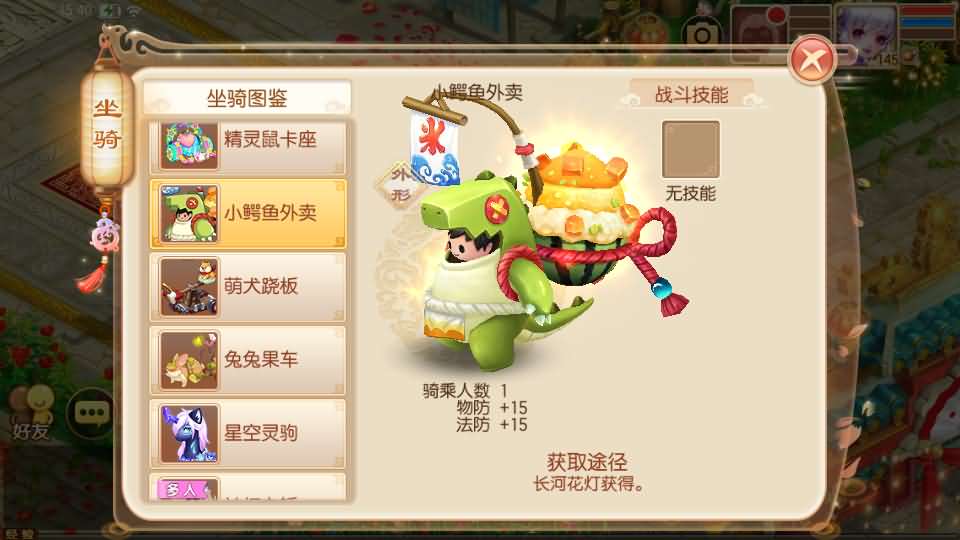 15:40
坐骑
坐骑图鉴
精灵鼠卡座
小鳄鱼外卖
萌犬跷板
兔兔果车
星空灵驹
多人
小鳄鱼外卖
外形
氷
战斗技能
无技能
骑乘人数 1
物防 +15
法防 +15
获取途径
长河花灯获得。
145
好友